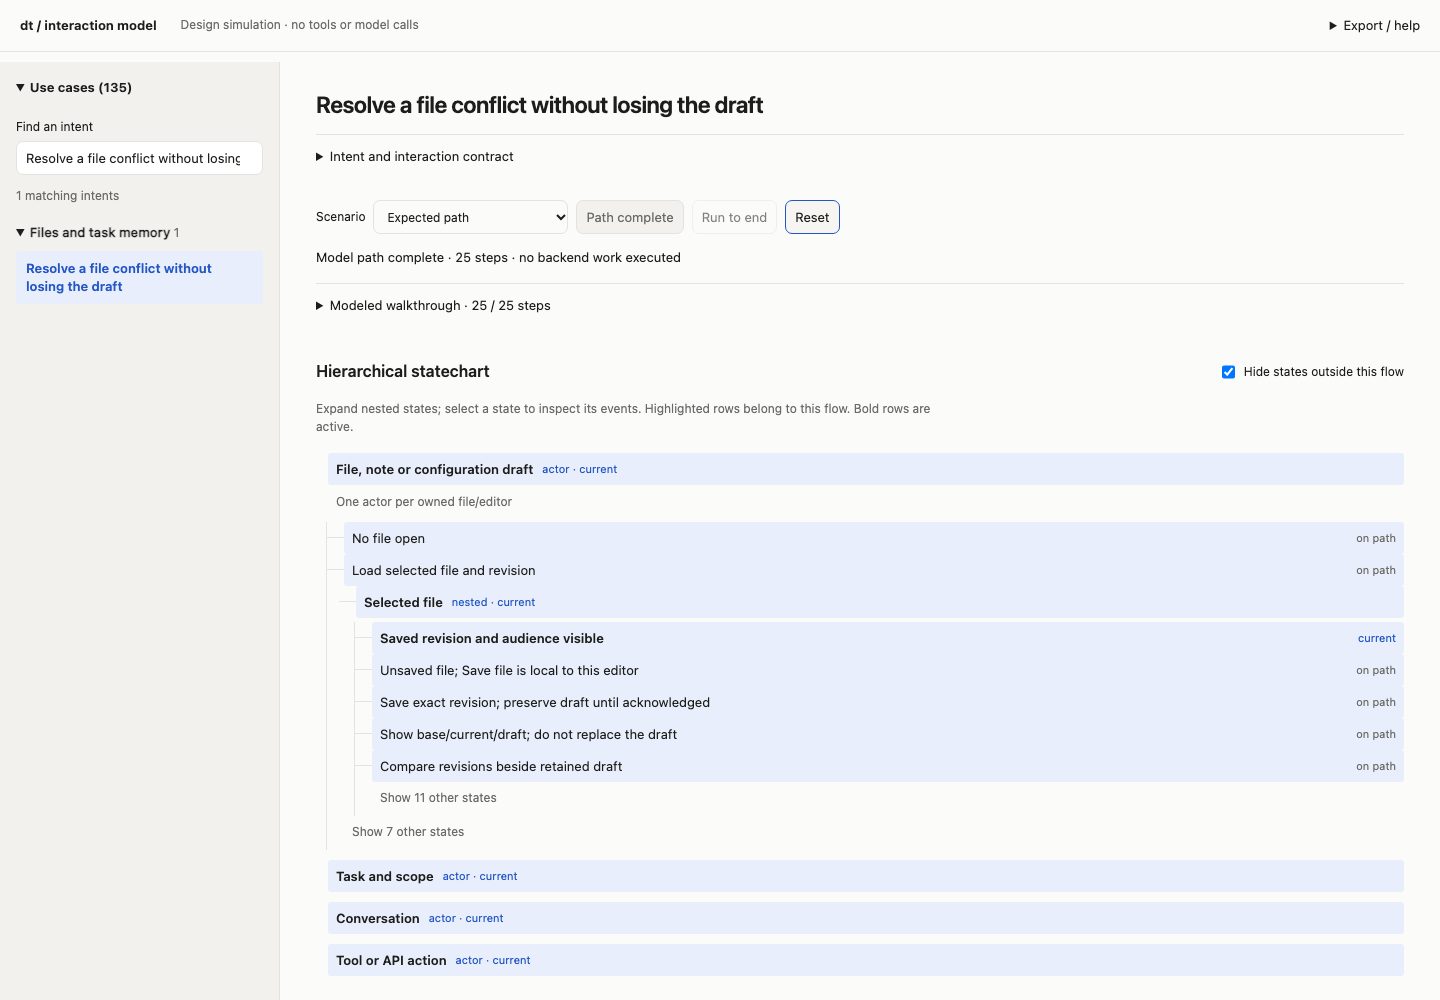 dt / interaction model
Design simulation · no tools or model calls
Export / help
Use cases (135)
Find an intent
Resolve a file conflict without losing
1 matching intents
Files and task memory 1
Resolve a file conflict without
losing the draft
Resolve a file conflict without losing the draft
Intent and interaction contract
Scenario
Expected path
Path complete
Run to end
Reset
Model path complete · 25 steps · no backend work executed
Modeled walkthrough · 25 / 25 steps
Hierarchical statechart
Hide states outside this flow
Expand nested states; select a state to inspect its events. Highlighted rows belong to this flow. Bold rows are
active.
File, note or configuration draft actor · current
One actor per owned file/editor
No file open on path
Load selected file and revision on path
Selected file nested · current
Saved revision and audience visible current
Unsaved file; Save file is local to this editor on path
Save exact revision; preserve draft until acknowledged on path
Show base/current/draft; do not replace the draft on path
Compare revisions beside retained draft on path
Show 11 other states
Show 7 other states
Task and scope actor · current
Conversation actor · current
Tool or API action actor · current